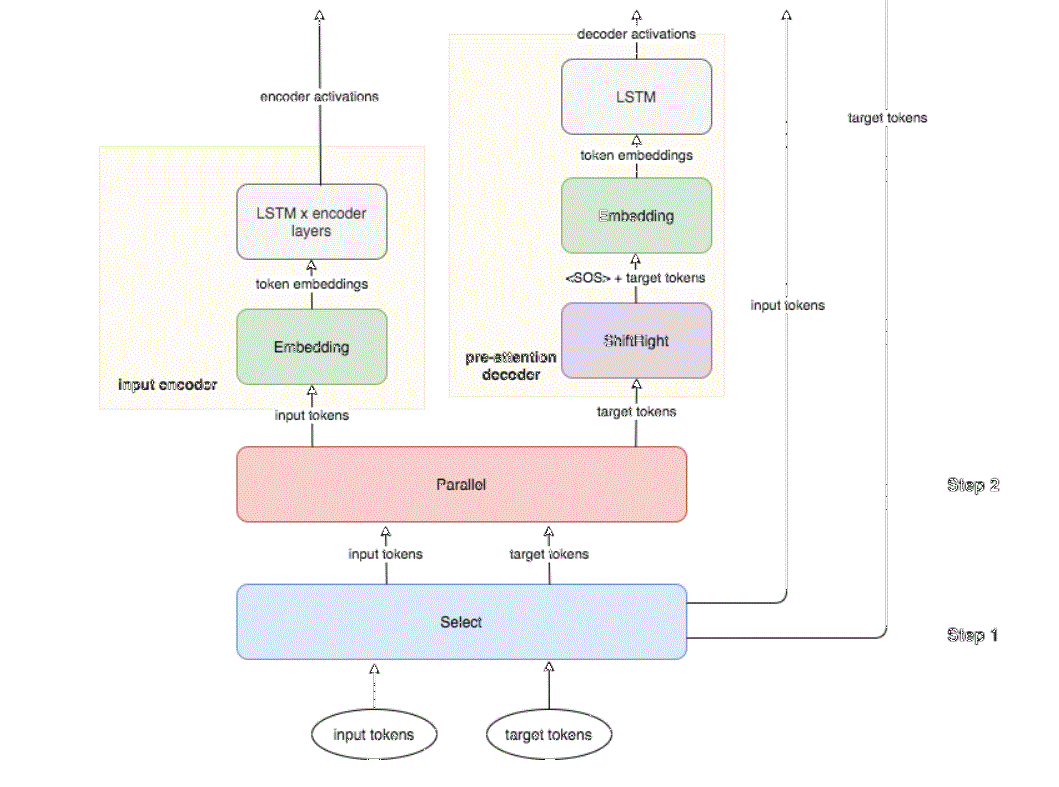 decoder activations
LSTM
encoder activations
target tokens
token embeddings
LSTM x encoder
layers
Embedding
<SOS> + target tokens
token embeddings
input tokens
ShiftRight
Embedding
pre-attention
decoder
input encoder
input tokens
target tokens
Parallel
Step 2
input tokens
target tokens
Select
Step 1
input tokens
target tokens